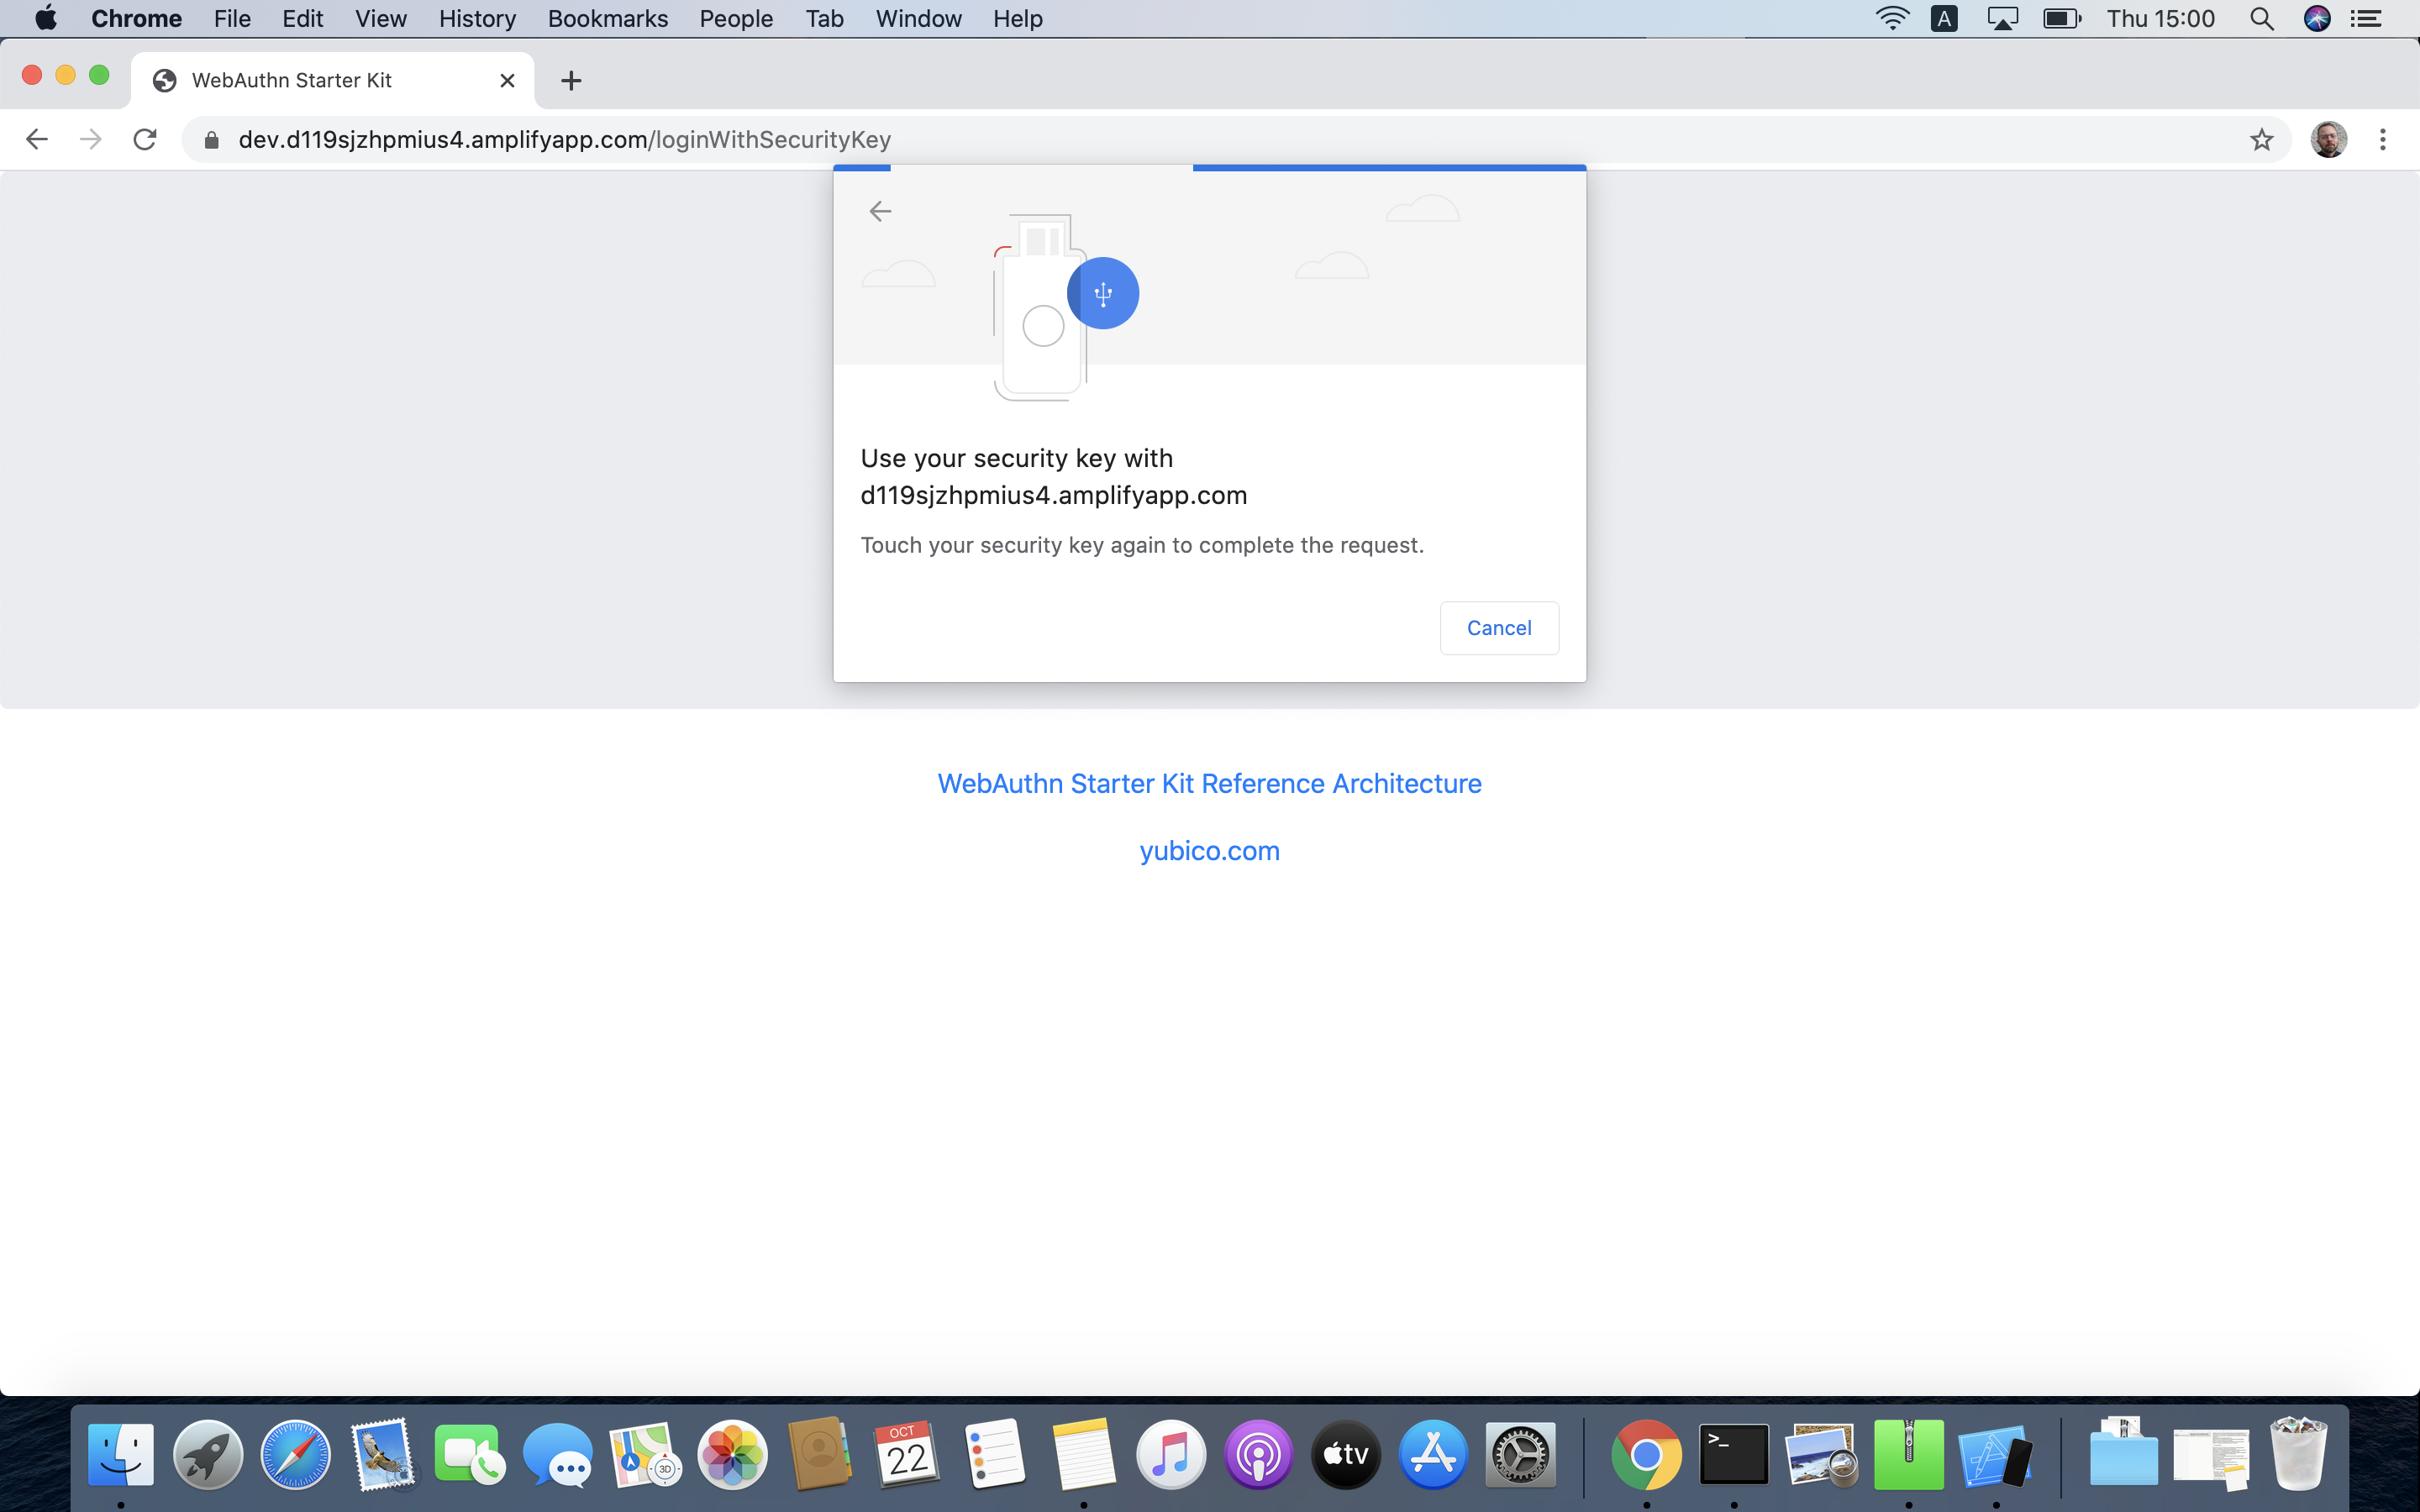 Chrome File Edit View History Bookmarks People Tab Window Help A Thu 15:00
WebAuthn Starter Kit
dev.d119sjzhpmius4.amplifyapp.com/loginWithSecurityKey
Use your security key with
d119sjzhpmius4.amplifyapp.com
Touch your security key again to complete the request.
Cancel
WebAuthn Starter Kit Reference Architecture
yubico.com
OCT
22
3D
tv
>_